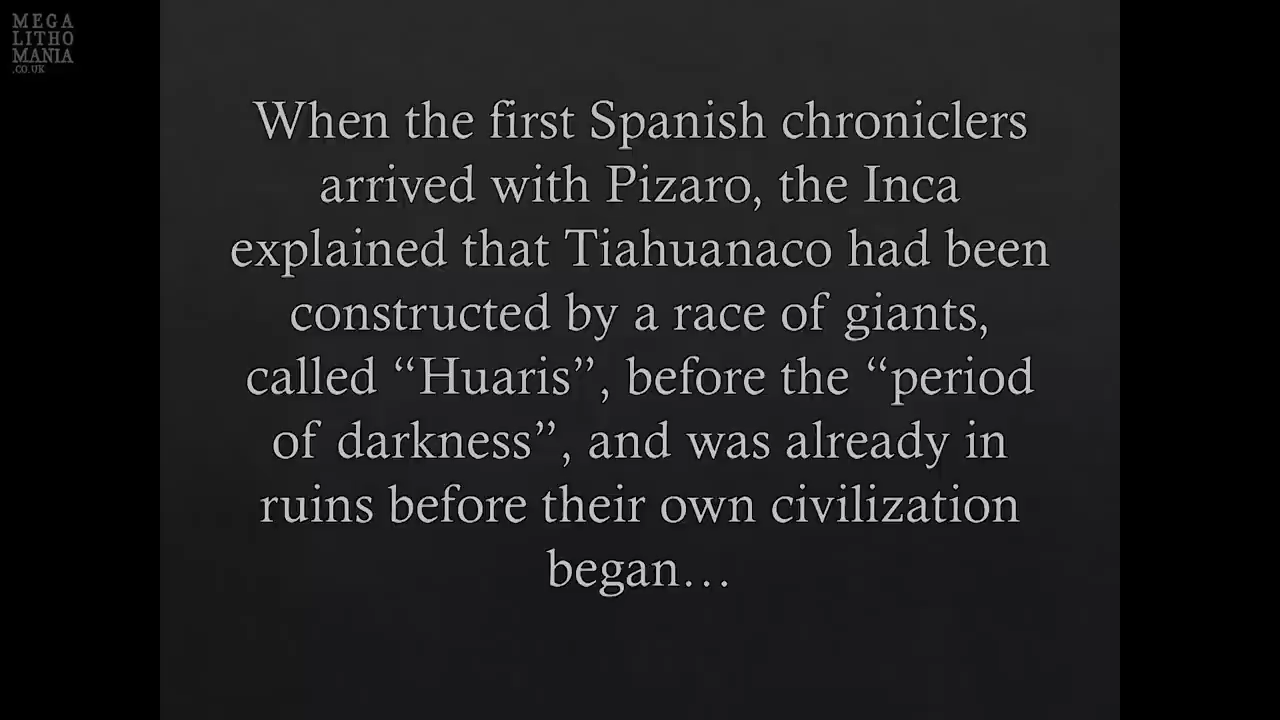 MEGA
LITHO
MANIA
.CO.UK
When the first Spanish chroniclers
arrived with Pizaro, the Inca
explained that Tiahuanaco had been
constructed by a race of giants,
called “Huaris”, before the “period
of darkness”, and was already in
ruins before their own civilization
began…